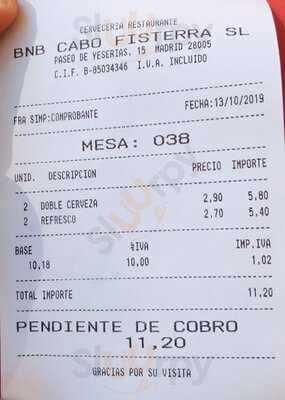 CERVECERIA RESTAURANTE
BNB CABO FISTERRA SL
PASEO DE YESERIAS, 15 MADRID 28005
C.I.F. B-85034346 I.V.A. INCLUIDO
FRA SIMP:COMPROBANTE FECHA:13/10/2019
MESA: 038
UNID. DESCRIPCION PRECIO IMPORTE
2 DOBLE CERVEZA 2,90 5,80
2 REFRESCO 2,70 5,40
BASE %IVA IMP.IVA
10,18 10,00 1,02
TOTAL IMPORTE 11,20
PENDIENTE DE COBRO
11,20
GRACIAS POR SU VISITA
Sluurpy
Sluurpy
Sluurpy